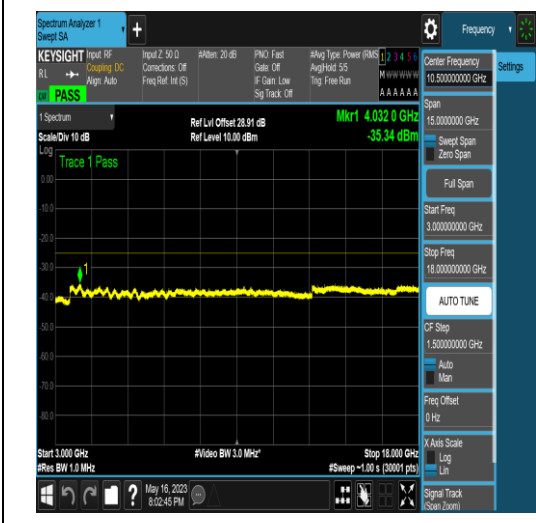 Spectrum Analyzer 1
Swept SA
+
Frequency
KEYSIGHT
RL
PASS
Input: RF
Coupling: DC
Align: Auto
Input Z: 50 Ω
Corrections: Off
Freq Ref: Int (S)
#Atten: 20 dB
PNO: Fast
Gate: Off
IF Gain: Low
Sig Track: Off
#Avg Type: Power (RMS
Avg|Hold: 5/5
Trig: Free Run
1 2 3 4 5 6
M W W W W W
A A A A A A
1 Spectrum
Scale/Div 10 dB
Ref Lvl Offset 28.91 dB
Ref Level 10.00 dBm
Mkr1 4.032 0 GHz
-35.34 dBm
Log
Trace 1 Pass
0.00
-10.0
-20.0
-30.0
-40.0
-50.0
-60.0
-70.0
-80.0
1
Start 3.000 GHz
#Res BW 1.0 MHz
#Video BW 3.0 MHz*
Stop 18.000 GHz
#Sweep ~1.00 s (30001 pts)
?
May 16, 2023
8:02:45 PM
Center Frequency
10.500000000 GHz
Span
15.0000000 GHz
Swept Span
Zero Span
Full Span
Start Freq
3.000000000 GHz
Stop Freq
18.000000000 GHz
AUTO TUNE
CF Step
1.500000000 GHz
Auto
Man
Freq Offset
0 Hz
X Axis Scale
Log
Lin
Signal Track
(Span Zoom)
Settings